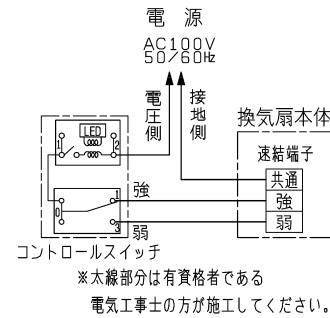 電源
AC100V
50/60Hz
電圧側
接地側
換気扇本体
LED
1
2
速結端子
共通
強
弱
0
1
3
強
弱
コントロールスイッチ
※太線部分は有資格者である
電気工事士の方が施工してください。